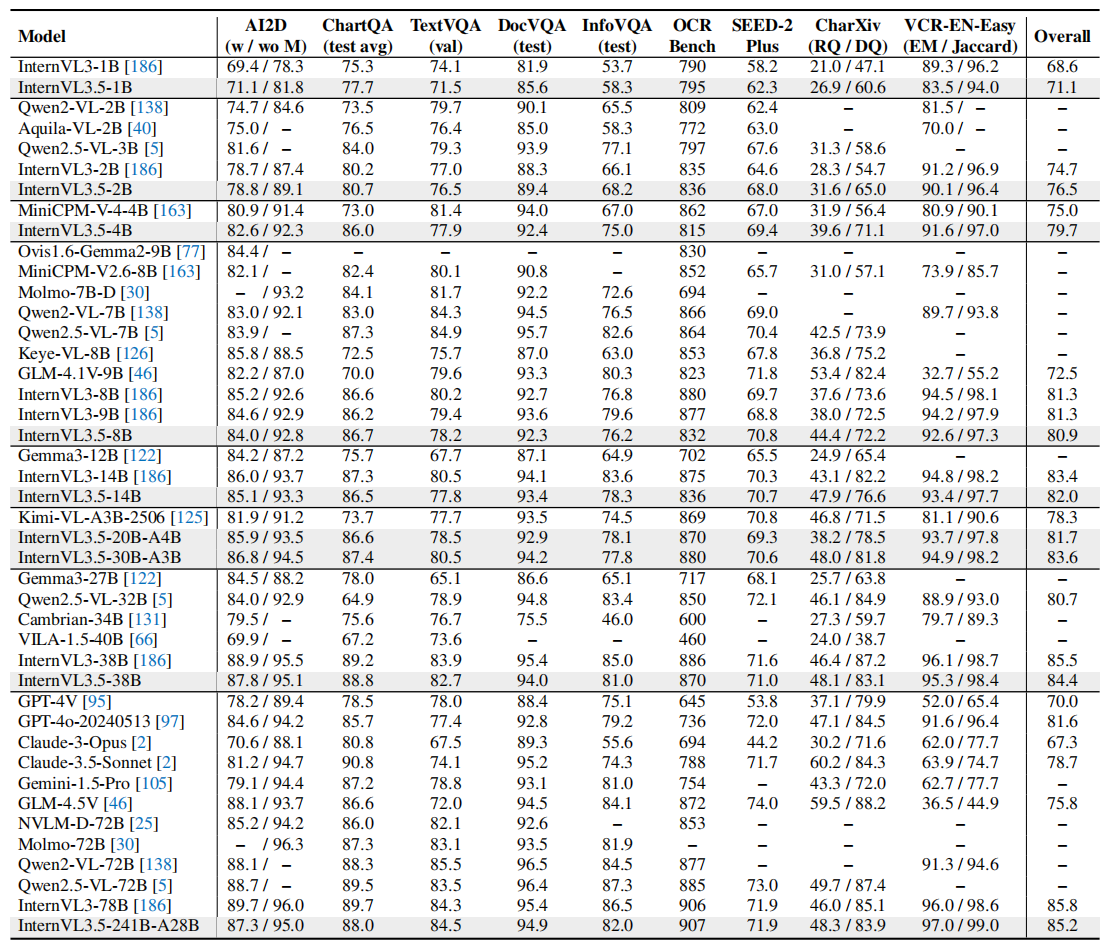 Model AI2D (w / wo M) ChartQA (test avg) TextVQA (val) DocVQA (test) InfoVQA (test) OCR Bench SEED-2 Plus CharXiv (RQ / DQ) VCR-EN-Easy (EM / Jaccard) Overall
InternVL3-1B [186] 69.4 / 78.3 75.3 74.1 81.9 53.7 790 58.2 21.0 / 47.1 89.3 / 96.2 68.6
InternVL3.5-1B 71.1 / 81.8 77.7 71.5 85.6 58.3 795 62.3 26.9 / 60.6 83.5 / 94.0 71.1
Qwen2-VL-2B [138] 74.7 / 84.6 73.5 79.7 90.1 65.5 809 62.4 – 81.5 / – –
Aquila-VL-2B [40] 75.0 / – 76.5 76.4 85.0 58.3 772 63.0 – 70.0 / – –
Qwen2.5-VL-3B [5] 81.6 / – 84.0 79.3 93.9 77.1 797 67.6 31.3 / 58.6 – –
InternVL3-2B [186] 78.7 / 87.4 80.2 77.0 88.3 66.1 835 64.6 28.3 / 54.7 91.2 / 96.9 74.7
InternVL3.5-2B 78.8 / 89.1 80.7 76.5 89.4 68.2 836 68.0 31.6 / 65.0 90.1 / 96.4 76.5
MiniCPM-V-4-4B [163] 80.9 / 91.4 73.0 81.4 94.0 67.0 862 67.0 31.9 / 56.4 80.9 / 90.1 75.0
InternVL3.5-4B 82.6 / 92.3 86.0 77.9 92.4 75.0 815 69.4 39.6 / 71.1 91.6 / 97.0 79.7
Ovis1.6-Gemma2-9B [77] 84.4 / – – – – – 830 – – – –
MiniCPM-V2.6-8B [163] 82.1 / – 82.4 80.1 90.8 – 852 65.7 31.0 / 57.1 73.9 / 85.7 –
Molmo-7B-D [30] – / 93.2 84.1 81.7 92.2 72.6 694 – – – –
Qwen2-VL-7B [138] 83.0 / 92.1 83.0 84.3 94.5 76.5 866 69.0 – 89.7 / 93.8 –
Qwen2.5-VL-7B [5] 83.9 / – 87.3 84.9 95.7 82.6 864 70.4 42.5 / 73.9 – –
Keye-VL-8B [126] 85.8 / 88.5 72.5 75.7 87.0 63.0 853 67.8 36.8 / 75.2 – –
GLM-4.1V-9B [46] 82.2 / 87.0 70.0 79.6 93.3 80.3 823 71.8 53.4 / 82.4 32.7 / 55.2 72.5
InternVL3-8B [186] 85.2 / 92.6 86.6 80.2 92.7 76.8 880 69.7 37.6 / 73.6 94.5 / 98.1 81.3
InternVL3-9B [186] 84.6 / 92.9 86.2 79.4 93.6 79.6 877 68.8 38.0 / 72.5 94.2 / 97.9 81.3
InternVL3.5-8B 84.0 / 92.8 86.7 78.2 92.3 76.2 832 70.8 44.4 / 72.2 92.6 / 97.3 80.9
Gemma3-12B [122] 84.2 / 87.2 75.7 67.7 87.1 64.9 702 65.5 24.9 / 65.4 – –
InternVL3-14B [186] 86.0 / 93.7 87.3 80.5 94.1 83.6 875 70.3 43.1 / 82.2 94.8 / 98.2 83.4
InternVL3.5-14B 85.1 / 93.3 86.5 77.8 93.4 78.3 836 70.7 47.9 / 76.6 93.4 / 97.7 82.0
Kimi-VL-A3B-2506 [125] 81.9 / 91.2 73.7 77.7 93.5 74.5 869 70.8 46.8 / 71.5 81.1 / 90.6 78.3
InternVL3.5-20B-A4B 85.9 / 93.5 86.6 78.5 92.9 78.1 870 69.3 38.2 / 78.5 93.7 / 97.8 81.7
InternVL3.5-30B-A3B 86.8 / 94.5 87.4 80.5 94.2 77.8 880 70.6 48.0 / 81.8 94.9 / 98.2 83.6
Gemma3-27B [122] 84.5 / 88.2 78.0 65.1 86.6 65.1 717 68.1 25.7 / 63.8 – –
Qwen2.5-VL-32B [5] 84.0 / 92.9 64.9 78.9 94.8 83.4 850 72.1 46.1 / 84.9 88.9 / 93.0 80.7
Cambrian-34B [131] 79.5 / – 75.6 76.7 75.5 46.0 600 – 27.3 / 59.7 79.7 / 89.3 –
VILA-1.5-40B [66] 69.9 / – 67.2 73.6 – – 460 – 24.0 / 38.7 – –
InternVL3-38B [186] 88.9 / 95.5 89.2 83.9 95.4 85.0 886 71.6 46.4 / 87.2 96.1 / 98.7 85.5
InternVL3.5-38B 87.8 / 95.1 88.8 82.7 94.0 81.0 870 71.0 48.1 / 83.1 95.3 / 98.4 84.4
GPT-4V [95] 78.2 / 89.4 78.5 78.0 88.4 75.1 645 53.8 37.1 / 79.9 52.0 / 65.4 70.0
GPT-4o-20240513 [97] 84.6 / 94.2 85.7 77.4 92.8 79.2 736 72.0 47.1 / 84.5 91.6 / 96.4 81.6
Claude-3-Opus [2] 70.6 / 88.1 80.8 67.5 89.3 55.6 694 44.2 30.2 / 71.6 62.0 / 77.7 67.3
Claude-3.5-Sonnet [2] 81.2 / 94.7 90.8 74.1 95.2 74.3 788 71.7 60.2 / 84.3 63.9 / 74.7 78.7
Gemini-1.5-Pro [105] 79.1 / 94.4 87.2 78.8 93.1 81.0 754 – 43.3 / 72.0 62.7 / 77.7 –
GLM-4.5V [46] 88.1 / 93.7 86.6 72.0 94.5 84.1 872 74.0 59.5 / 88.2 36.5 / 44.9 75.8
NVLM-D-72B [25] 85.2 / 94.2 86.0 82.1 92.6 – 853 – – – –
Molmo-72B [30] – / 96.3 87.3 83.1 93.5 81.9 – – – – –
Qwen2-VL-72B [138] 88.1 / – 88.3 85.5 96.5 84.5 877 – – 91.3 / 94.6 –
Qwen2.5-VL-72B [5] 88.7 / – 89.5 83.5 96.4 87.3 885 73.0 49.7 / 87.4 – –
InternVL3-78B [186] 89.7 / 96.0 89.7 84.3 95.4 86.5 906 71.9 46.0 / 85.1 96.0 / 98.6 85.8
InternVL3.5-241B-A28B 87.3 / 95.0 88.0 84.5 94.9 82.0 907 71.9 48.3 / 83.9 97.0 / 99.0 85.2